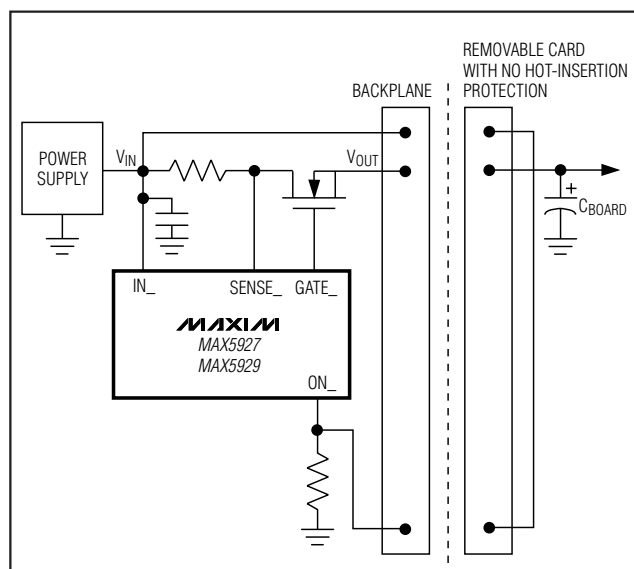 REMOVABLE CARD
WITH NO HOT-INSERTION
PROTECTION
BACKPLANE
POWER
SUPPLY
VIN
VOUT
+
CBOARD
IN_
SENSE_
GATE_
MAXIM
MAX5927
MAX5929
ON_